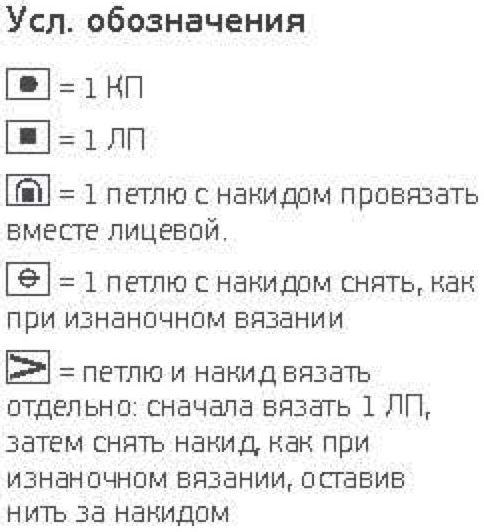 Усл. обозначения
= 1 КП
= 1 ЛП
= 1 петлю с накидом провязать
вместе лицевой.
= 1 петлю с накидом снять, как
при изнаночном вязании
= петлю и накид вязать
отдельно: сначала вязать 1 ЛП,
затем снять накид, как при
изнаночном вязании, оставив
нить за накидом